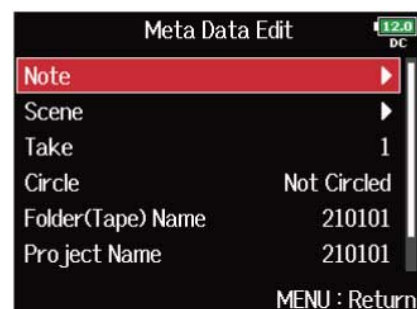 Meta Data Edit
12.0
DC
Note
Scene
Take 1
Circle Not Circled
Folder(Tape) Name 210101
Project Name 210101
MENU : Return